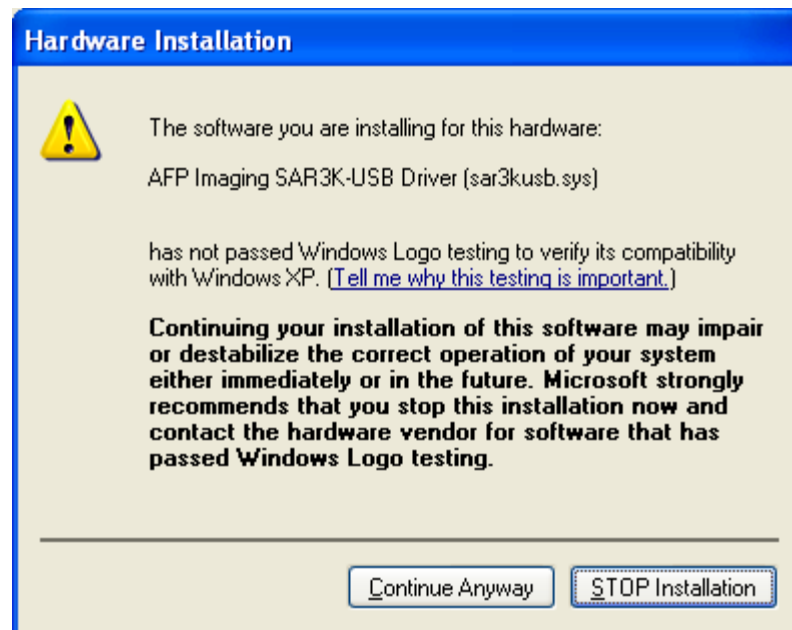 Hardware Installation
The software you are installing for this hardware:
AFP Imaging SAR3K-USB Driver (sar3kusb.sys)
has not passed Windows Logo testing to verify its compatibility
with Windows XP. (Tell me why this testing is important.)
Continuing your installation of this software may impair
or destabilize the correct operation of your system
either immediately or in the future. Microsoft strongly
recommends that you stop this installation now and
contact the hardware vendor for software that has
passed Windows Logo testing.
Continue Anyway
STOP Installation